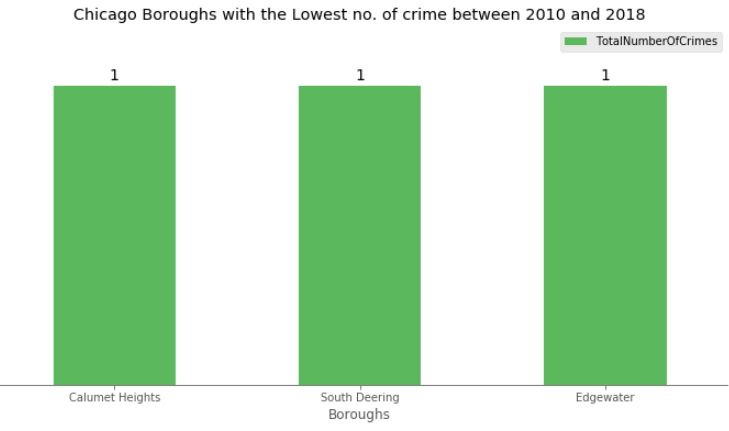 Chicago Boroughs with the Lowest no. of crime between 2010 and 2018
TotalNumberOfCrimes
1 1 1
Calumet Heights South Deering Edgewater
Boroughs